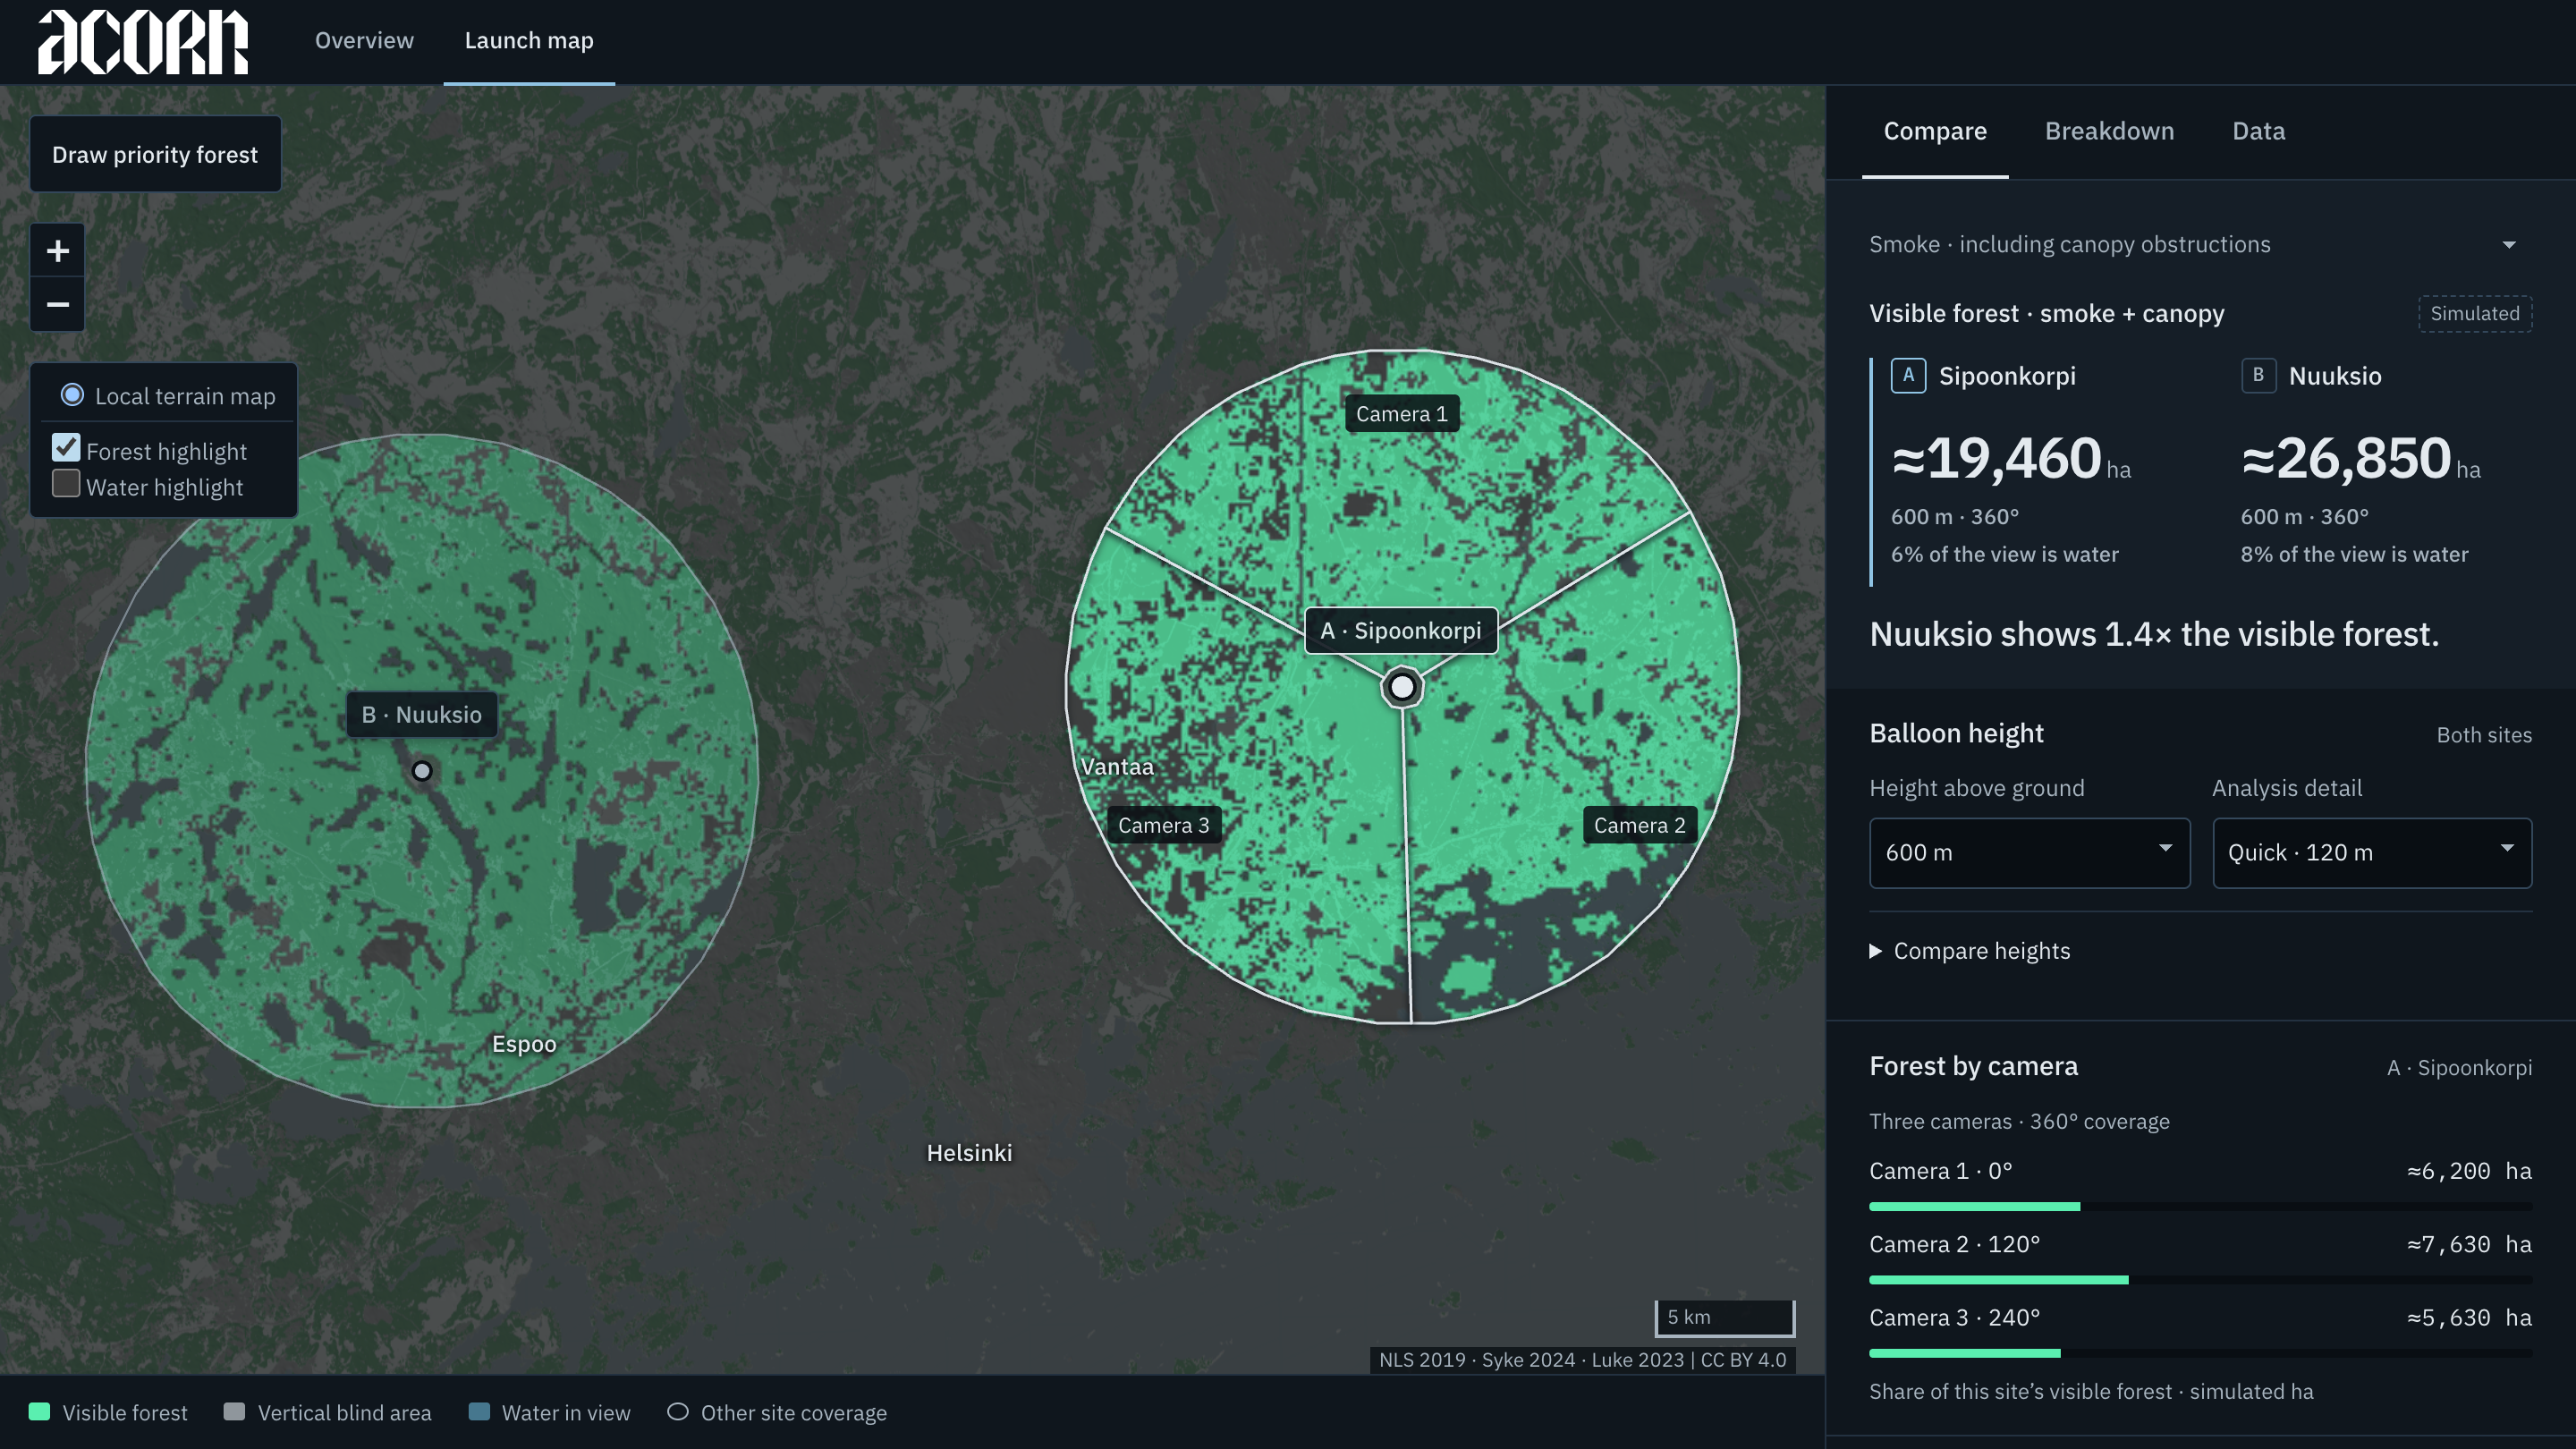 acorn
Overview
Launch map
Draw priority forest
+
−
Local terrain map
Forest highlight
Water highlight
Camera 1
A · Sipoonkorpi
B · Nuuksio
Vantaa
Camera 3
Camera 2
Espoo
Helsinki
5 km
NLS 2019 · Syke 2024 · Luke 2023 | CC BY 4.0
Visible forest
Vertical blind area
Water in view
Other site coverage
Compare
Breakdown
Data
Smoke · including canopy obstructions
Visible forest · smoke + canopy
Simulated
A Sipoonkorpi
≈19,460 ha
600 m · 360°
6% of the view is water
B Nuuksio
≈26,850 ha
600 m · 360°
8% of the view is water
Nuuksio shows 1.4× the visible forest.
Balloon height
Both sites
Height above ground
600 m
Analysis detail
Quick · 120 m
Compare heights
Forest by camera
A · Sipoonkorpi
Three cameras · 360° coverage
Camera 1 · 0°
≈6,200 ha
Camera 2 · 120°
≈7,630 ha
Camera 3 · 240°
≈5,630 ha
Share of this site’s visible forest · simulated ha